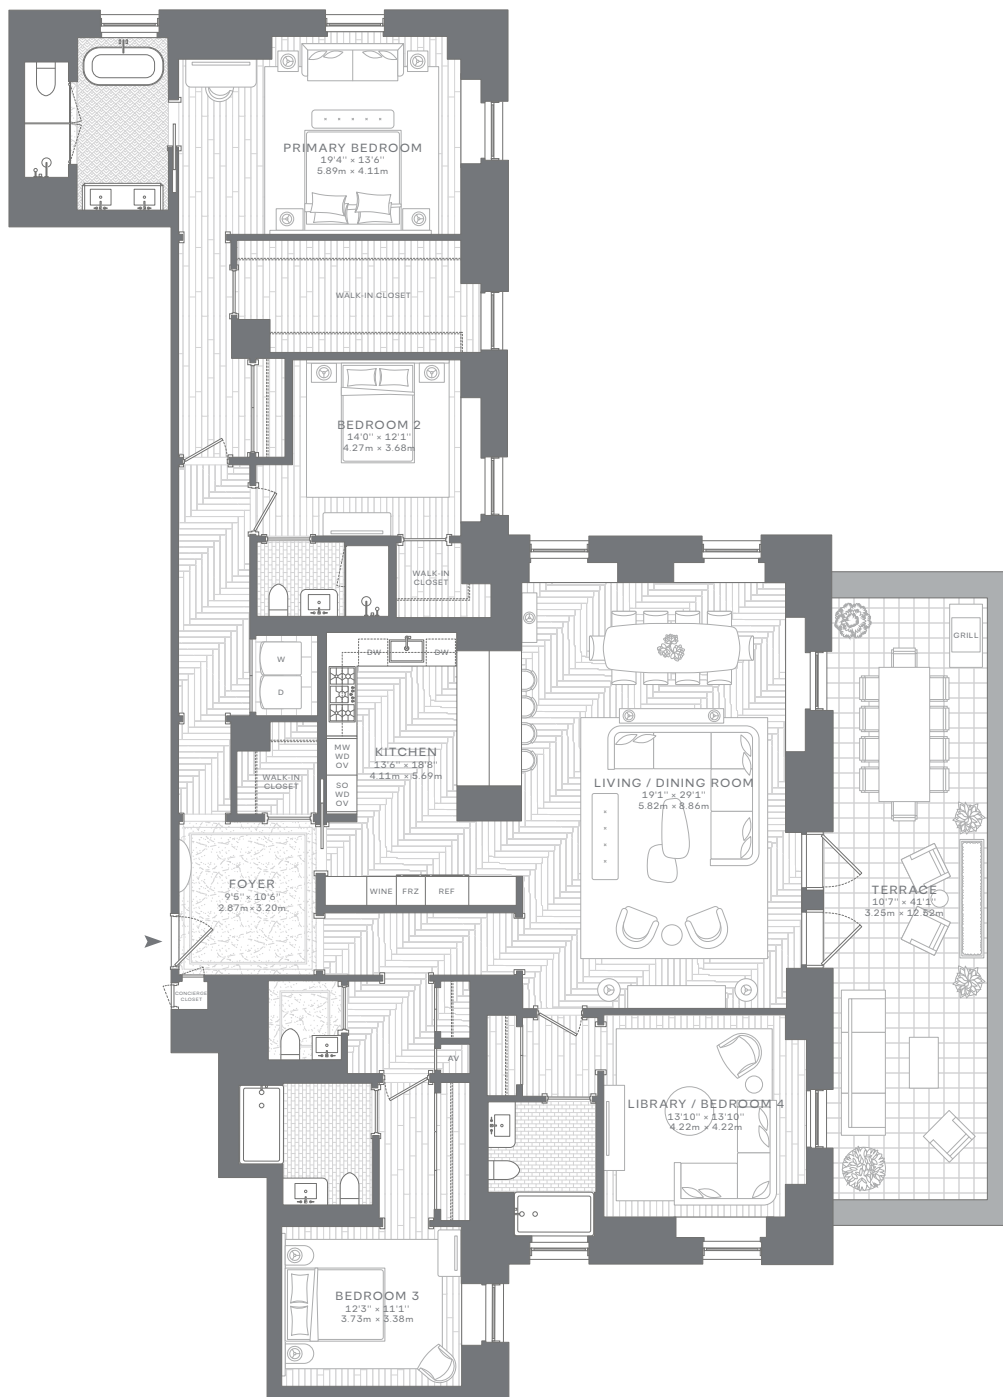 PRIMARY BEDROOM
19'4" × 13'6"
5.89m × 4.11m
WALK-IN CLOSET
BEDROOM 2
14'0" × 12'1"
4.27m × 3.68m
WALK-IN
CLOSET
W
D
DW
DW
GRILL
MW
WD
OV
KITCHEN
13'6" × 18'8"
4.11m × 5.69m
SO
WD
OV
WALK-IN
CLOSET
LIVING / DINING ROOM
19'1" × 29'1"
5.82m × 8.86m
FOYER
9'5" × 10'6"
2.87m × 3.20m
WINE
FRZ
REF
TERRACE
10'7" × 41'1"
3.25m × 12.52m
CONCIERGE
CLOSET
AV
LIBRARY / BEDROOM 4
13'10" × 13'10"
4.22m × 4.22m
BEDROOM 3
12'3" × 11'1"
3.73m × 3.38m